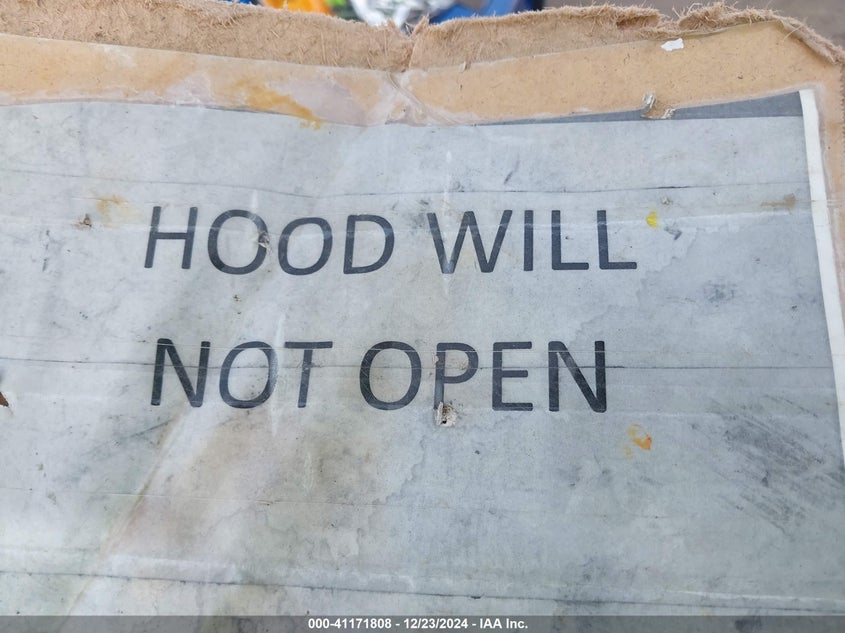 HOOD WILL
NOT OPEN
000-41171808 - 12/23/2024 - IAA Inc.